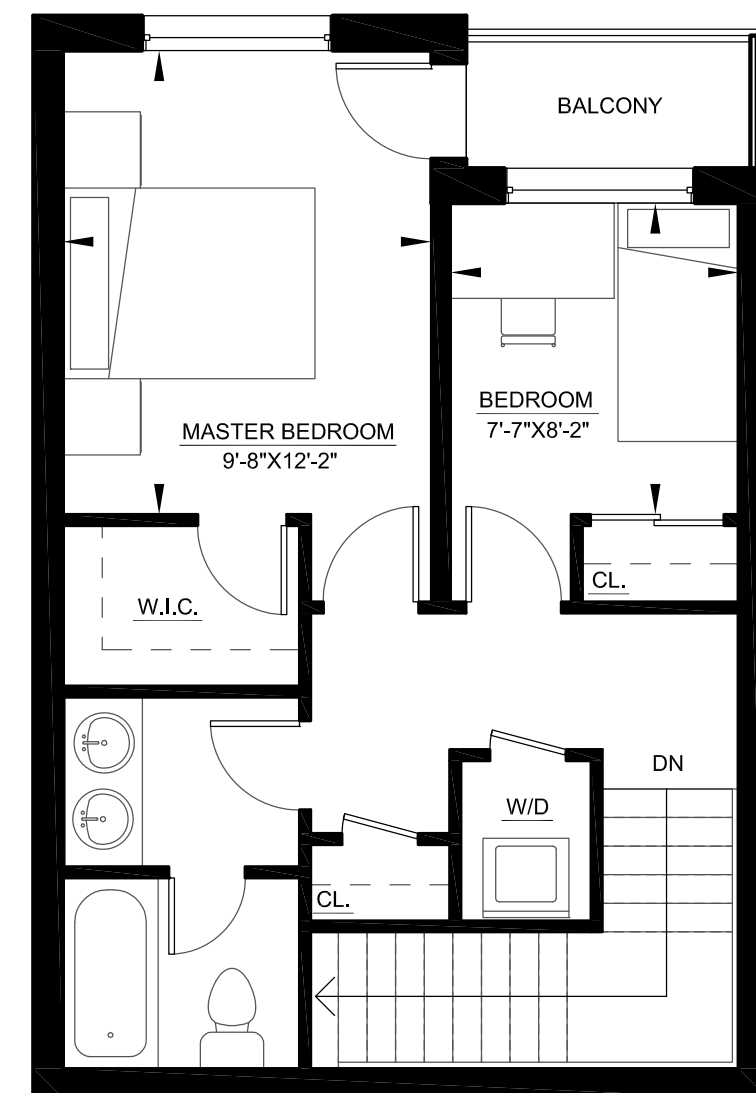 BALCONY
MASTER BEDROOM
9'-8"X12'-2"
BEDROOM
7'-7"X8'-2"
W.I.C.
CL.
DN
W/D
CL.